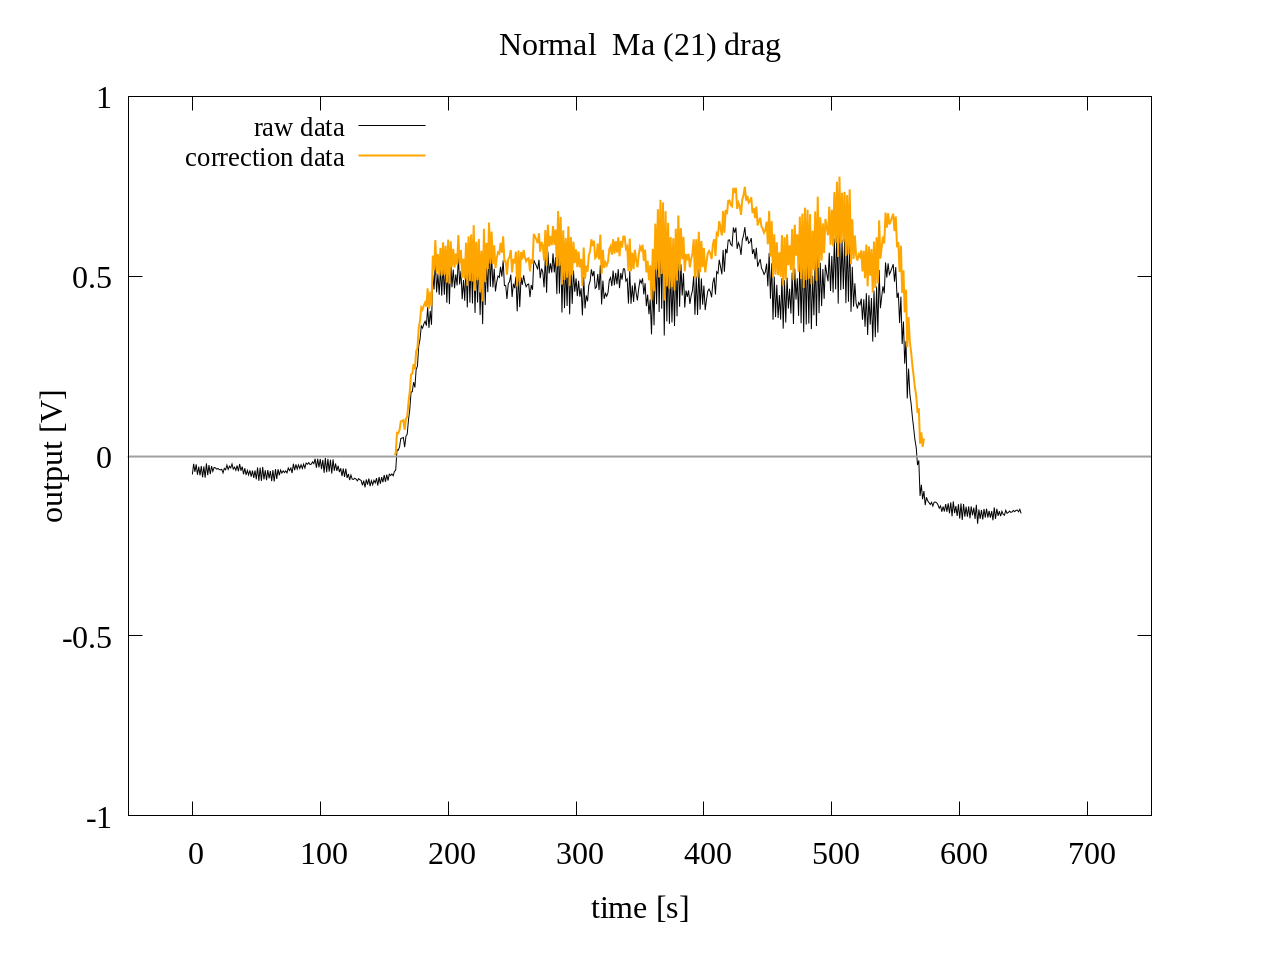 Normal  Ma (21) drag
1
raw data
correction data
0.5
0
-0.5
-1
output [V]
0 100 200 300 400 500 600 700
time [s]